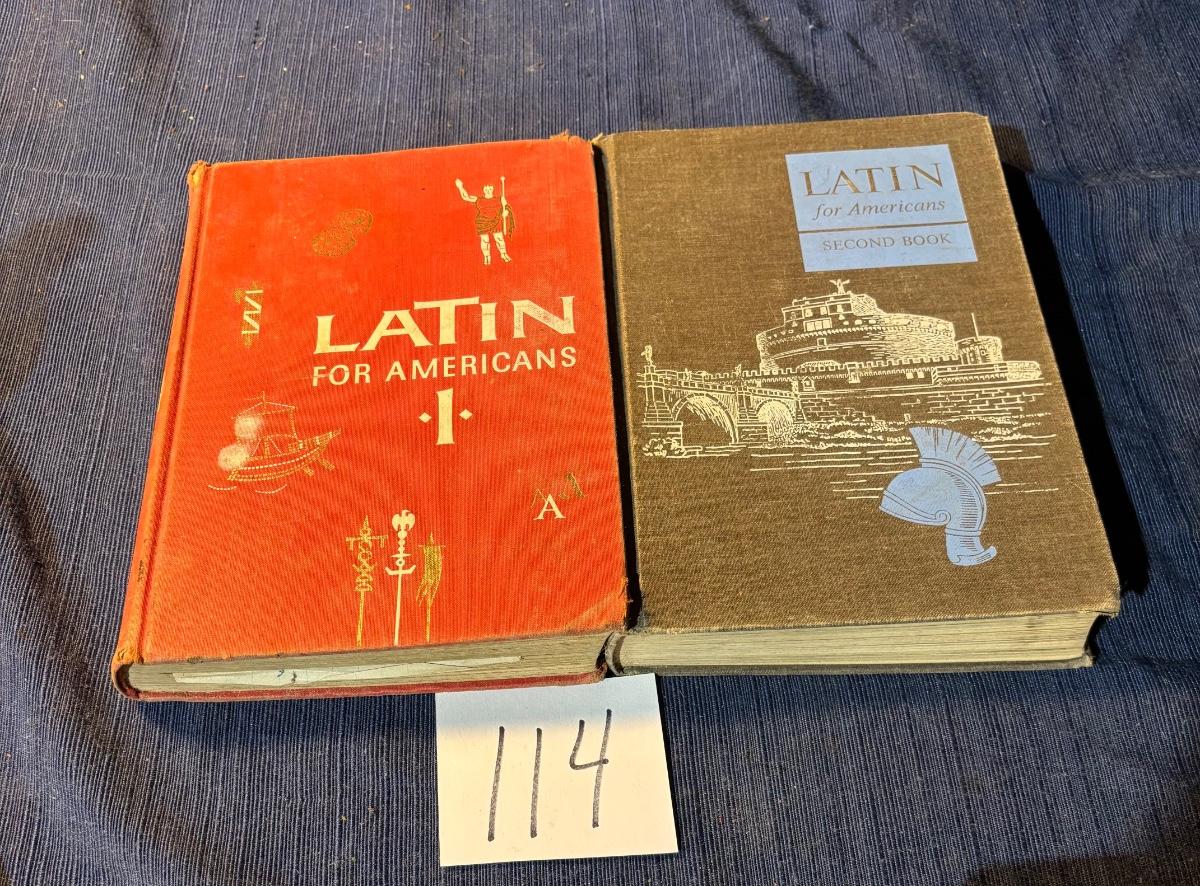 LATIN
FOR AMERICANS
·I·
A
LATIN
for Americans
SECOND BOOK
114